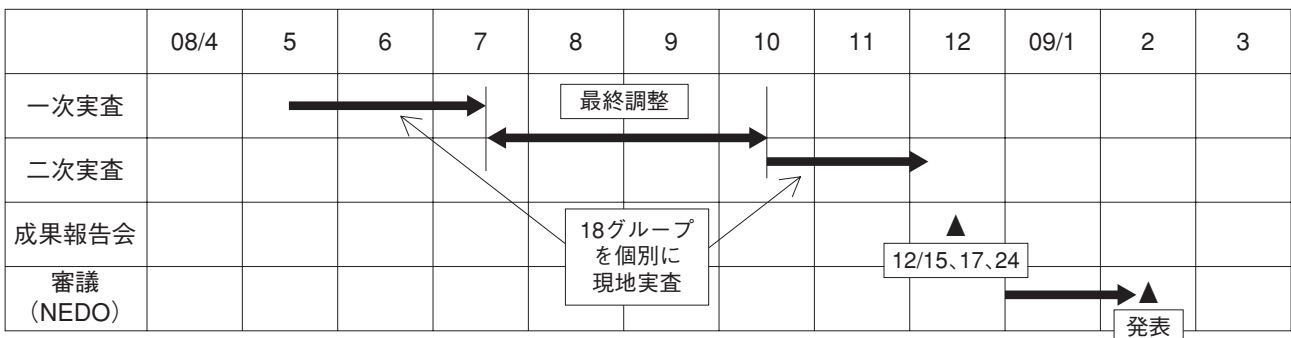 08/4 5 6 7 8 9 10 11 12 09/1 2 3
一次実査
最終調整
二次実査
18グループ
を個別に
現地実査
成果報告会
12/15、17、24
審議
（NEDO）
発表